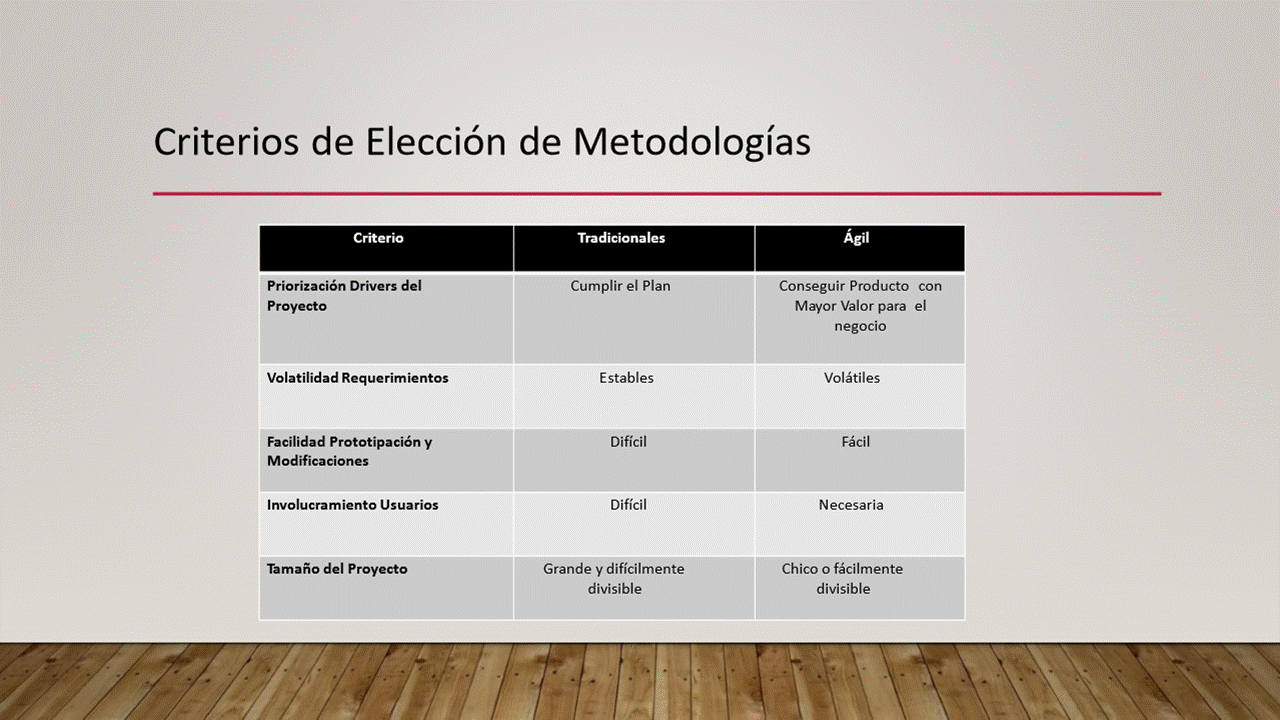 Criterios de Elección de Metodologías
Criterio Tradicionales Ágil
Priorización Drivers del Cumplir el Plan Conseguir Producto con
Proyecto Mayor Valor para el
negocio
Volatilidad Requerimientos Estables Volátiles
Facilidad Prototipación y Difícil Fácil
Modificaciones
Involucramiento Usuarios Difícil Necesaria
Tamaño del Proyecto Grande y difícilmente Chico o fácilmente
divisible divisible